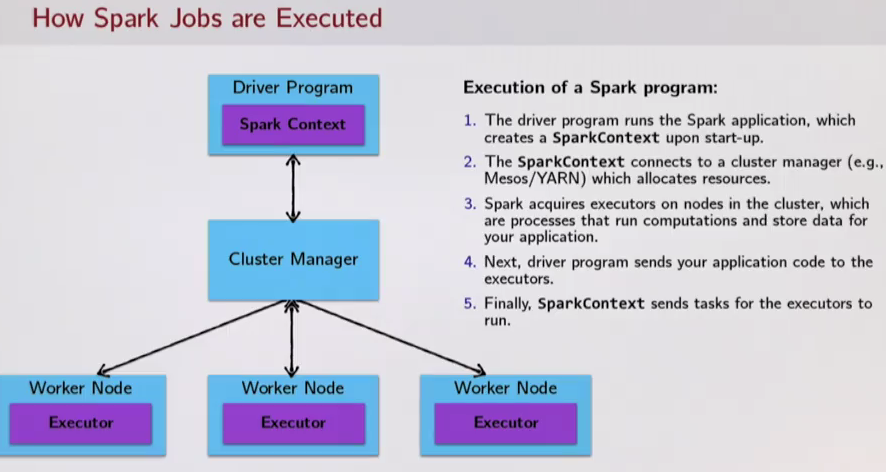 How Spark Jobs are Executed
Driver Program
Spark Context
Cluster Manager
Worker Node
Executor
Worker Node
Executor
Worker Node
Executor
Execution of a Spark program:
1. The driver program runs the Spark application, which
creates a SparkContext upon start-up.
2. The SparkContext connects to a cluster manager (e.g.,
Mesos/YARN) which allocates resources.
3. Spark acquires executors on nodes in the cluster, which
are processes that run computations and store data for
your application.
4. Next, driver program sends your application code to the
executors.
5. Finally, SparkContext sends tasks for the executors to
run.